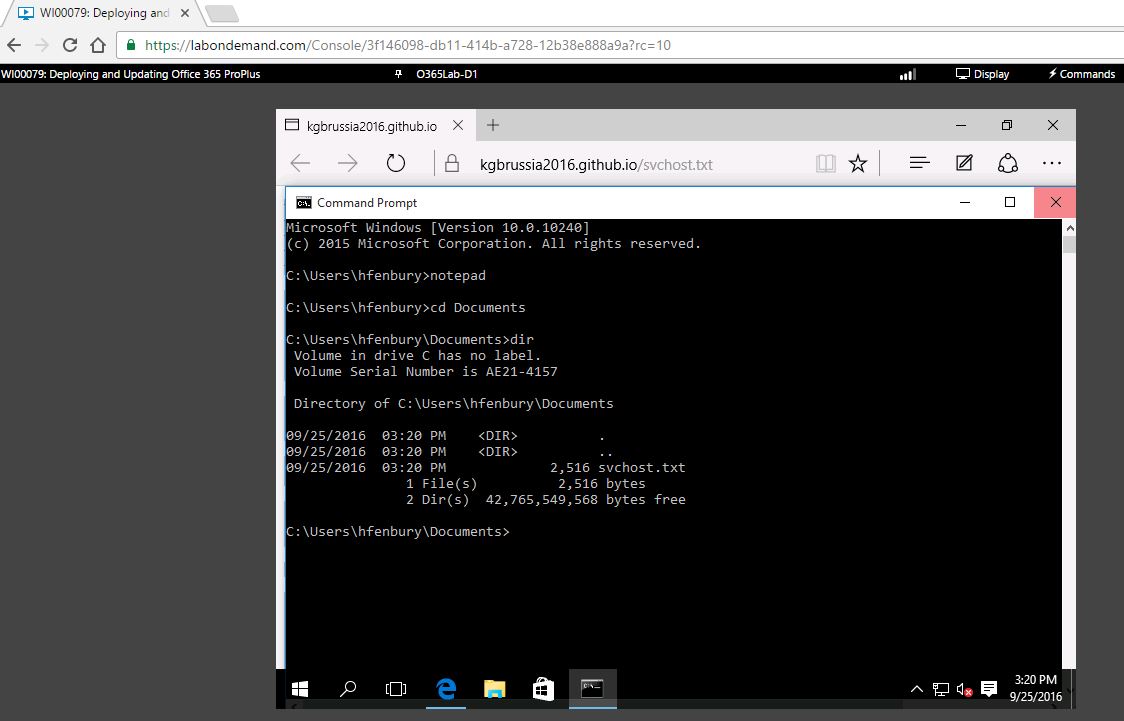 WI00079: Deploying and
https://labondemand.com/Console/3f146098-db11-414b-a728-12b38e888a9a?rc=10
WI00079: Deploying and Updating Office 365 ProPlus
O365Lab-D1
Display
Commands
kgbrussia2016.github.io
kgbrussia2016.github.io/svchost.txt
Command Prompt
Microsoft Windows [Version 10.0.10240]
(c) 2015 Microsoft Corporation. All rights reserved.
C:\Users\hfenbury>notepad
C:\Users\hfenbury>cd Documents
C:\Users\hfenbury\Documents>dir
Volume in drive C has no label.
Volume Serial Number is AE21-4157
Directory of C:\Users\hfenbury\Documents
09/25/2016  03:20 PM    <DIR>          .
09/25/2016  03:20 PM    <DIR>          ..
09/25/2016  03:20 PM             2,516 svchost.txt
1 File(s)          2,516 bytes
2 Dir(s)  42,765,549,568 bytes free
C:\Users\hfenbury\Documents>
3:20 PM
9/25/2016